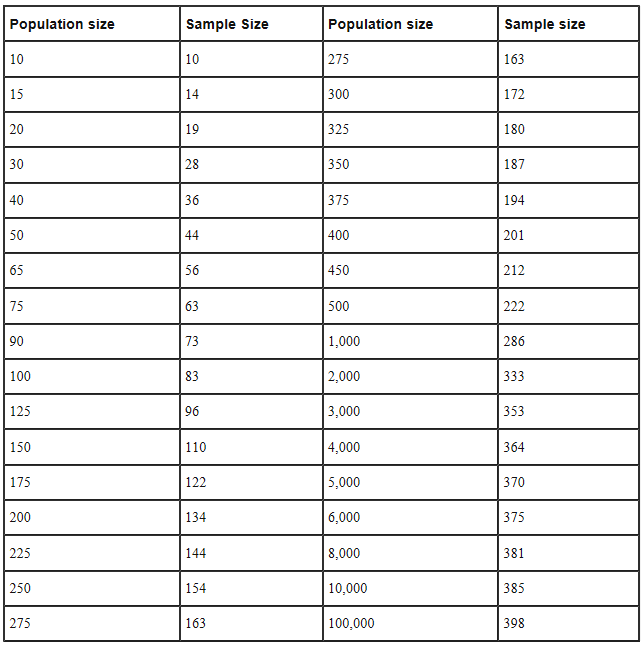 Population size Sample Size Population size Sample size
10 10 275 163
15 14 300 172
20 19 325 180
30 28 350 187
40 36 375 194
50 44 400 201
65 56 450 212
75 63 500 222
90 73 1,000 286
100 83 2,000 333
125 96 3,000 353
150 110 4,000 364
175 122 5,000 370
200 134 6,000 375
225 144 8,000 381
250 154 10,000 385
275 163 100,000 398